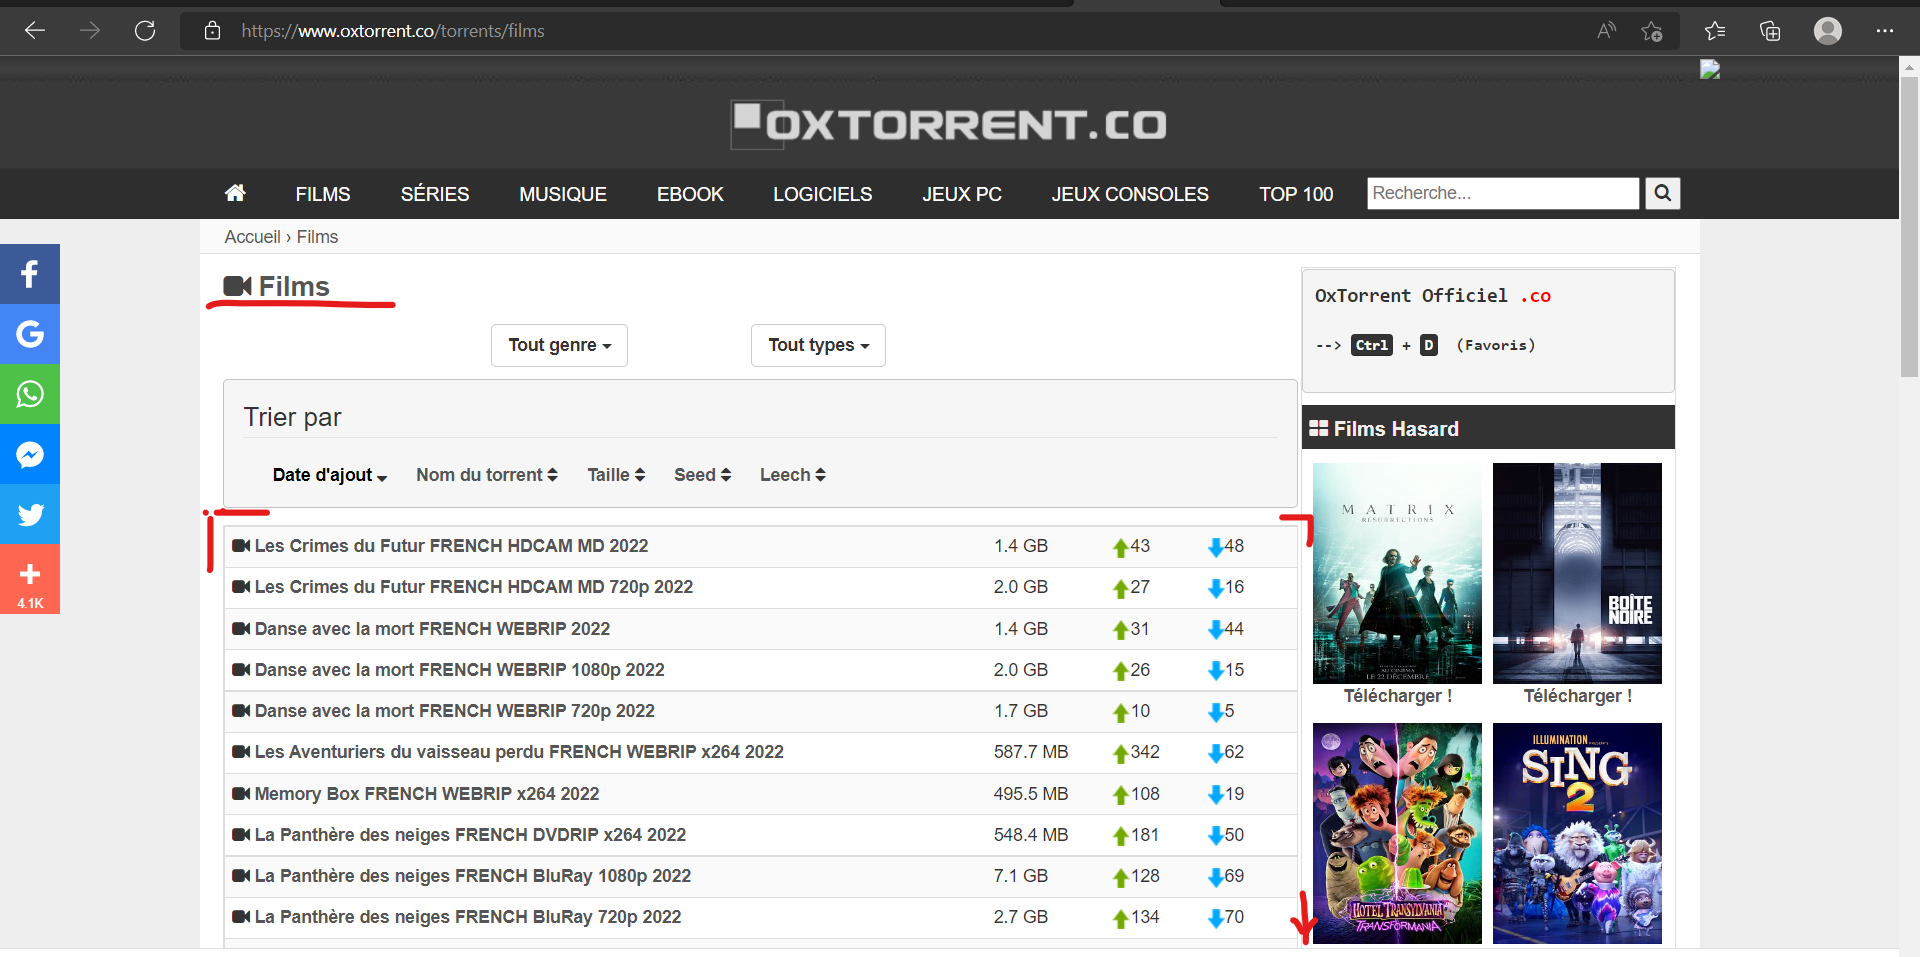 https://www.oxtorrent.co/torrents/films
OXTORRENT.CO
FILMS SÉRIES MUSIQUE EBOOK LOGICIELS JEUX PC JEUX CONSOLES TOP 100 Recherche...
Accueil › Films
Films
Tout genre Tout types
Trier par
Date d'ajout Nom du torrent Taille Seed Leech
Les Crimes du Futur FRENCH HDCAM MD 2022 1.4 GB 43 48
Les Crimes du Futur FRENCH HDCAM MD 720p 2022 2.0 GB 27 16
Danse avec la mort FRENCH WEBRIP 2022 1.4 GB 31 44
Danse avec la mort FRENCH WEBRIP 1080p 2022 2.0 GB 26 15
Danse avec la mort FRENCH WEBRIP 720p 2022 1.7 GB 10 5
Les Aventuriers du vaisseau perdu FRENCH WEBRIP x264 2022 587.7 MB 342 62
Memory Box FRENCH WEBRIP x264 2022 495.5 MB 108 19
La Panthère des neiges FRENCH DVDRIP x264 2022 548.4 MB 181 50
La Panthère des neiges FRENCH BluRay 1080p 2022 7.1 GB 128 69
La Panthère des neiges FRENCH BluRay 720p 2022 2.7 GB 134 70
4.1K
OxTorrent Officiel .co
--> Ctrl + D (Favoris)
Films Hasard
MATRIX
RESURRECTIONS
AU CINÉMA
LE 22 DÉCEMBRE
BOÎTE
NOIRE
Télécharger ! Télécharger !
HOTEL TRANSYLVANIA
TRANSFORMANIA
ILLUMINATION
SING
2